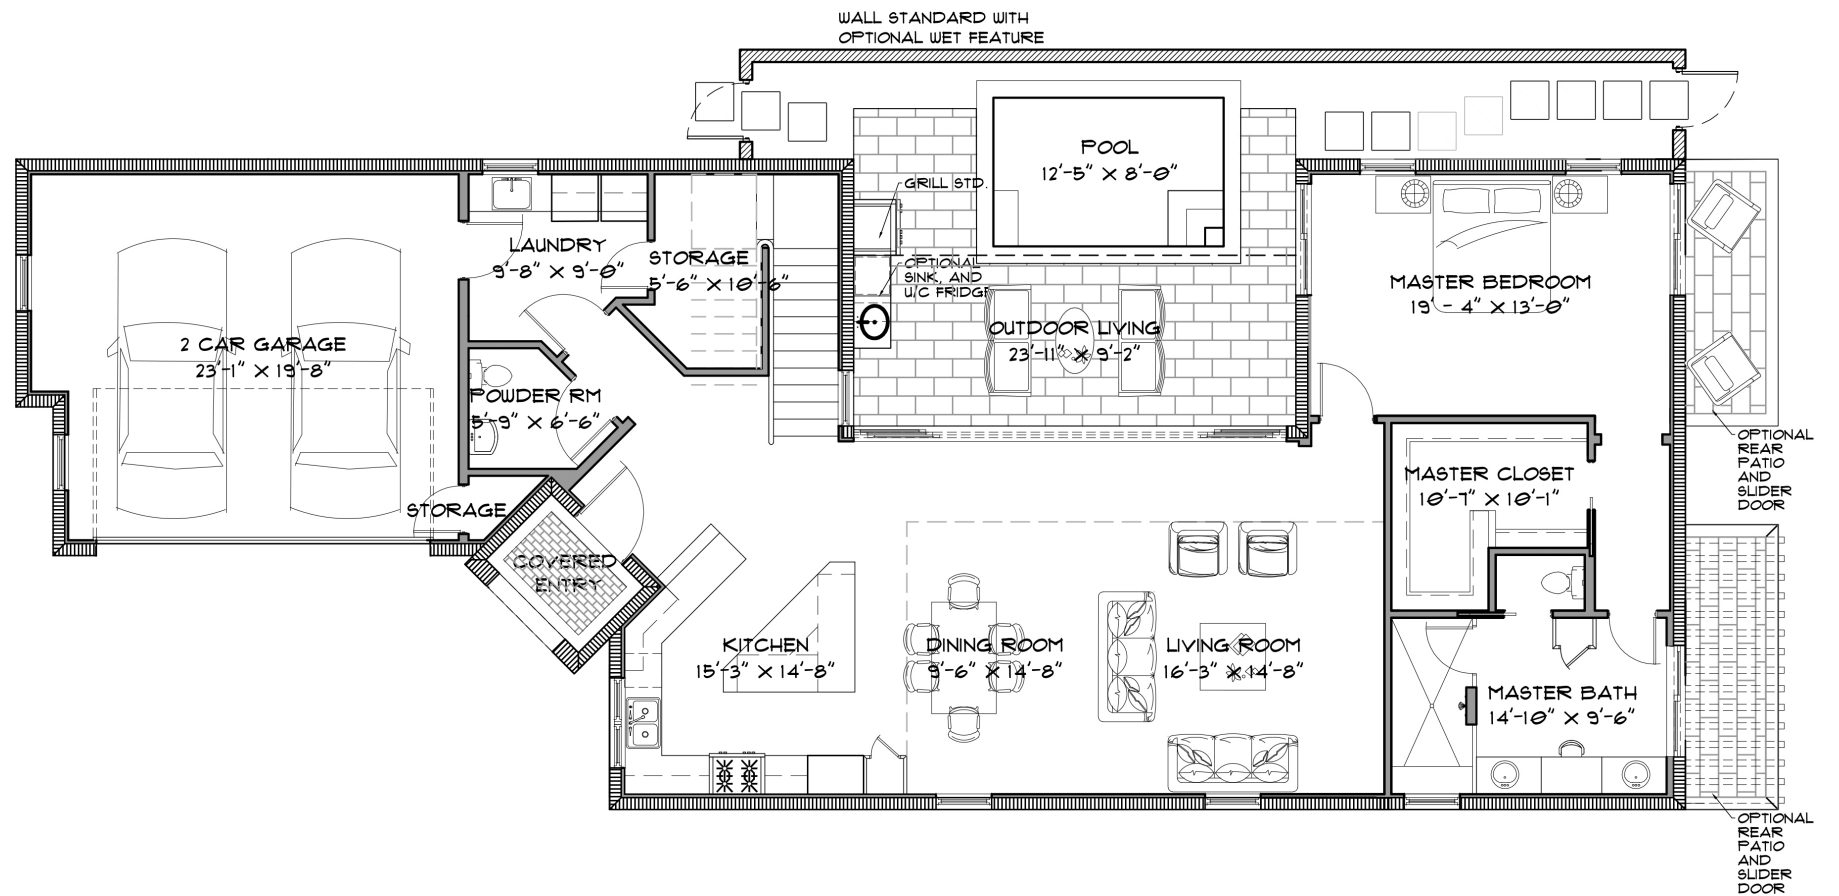 WALL STANDARD WITH
OPTIONAL WET FEATURE
POOL
12'-5" X 8'-0"
GRILL STD.
LAUNDRY
9'-8" X 9'-0"
STORAGE
5'-6" X 10'-6"
OPTIONAL
SINK, AND
U/C FRIDGE
MASTER BEDROOM
19' - 4" X 13'-0"
OUTDOOR LIVING
23'-11" X 9'-2"
2 CAR GARAGE
23'-1" X 19'-8"
POWDER RM
5'-9" X 6'-6"
OPTIONAL
REAR
PATIO
AND
SLIDER
DOOR
MASTER CLOSET
10'-7" X 10'-1"
STORAGE
COVERED
ENTRY
KITCHEN
15'-3" X 14'-8"
DINING ROOM
9'-6" X 14'-8"
LIVING ROOM
16'-3" X 14'-8"
MASTER BATH
14'-10" X 9'-6"
OPTIONAL
REAR
PATIO
AND
SLIDER
DOOR